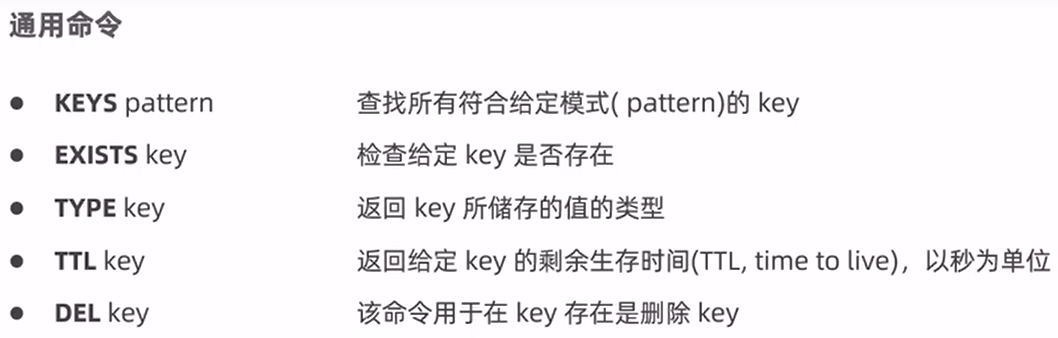 通用命令
● KEYS pattern 查找所有符合给定模式( pattern)的 key
● EXISTS key 检查给定 key 是否存在
● TYPE key 返回 key 所储存的值的类型
● TTL key 返回给定 key 的剩余生存时间(TTL, time to live)，以秒为单位
● DEL key 该命令用于在 key 存在是删除 key